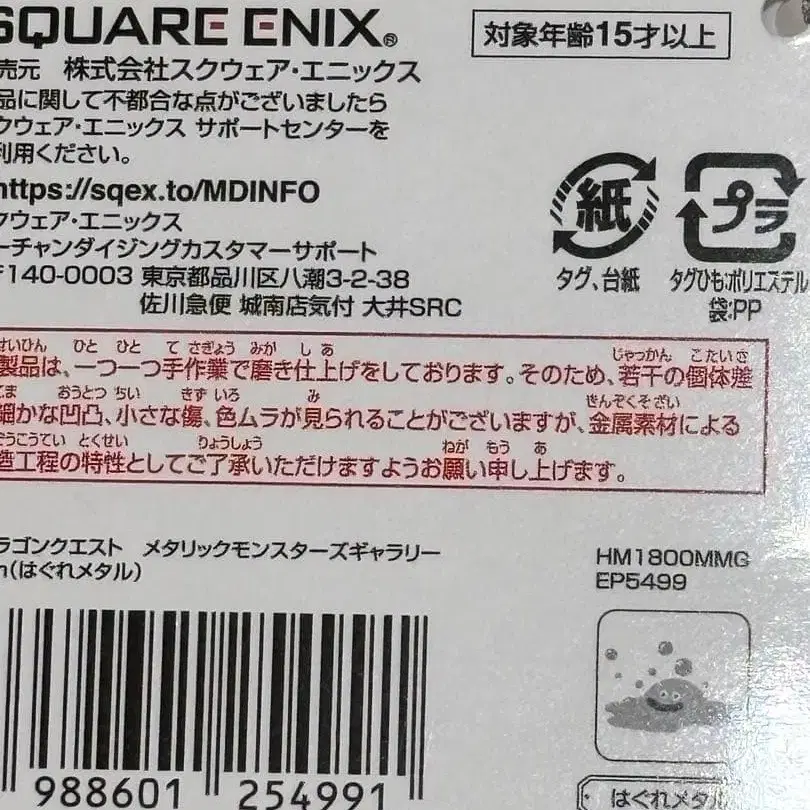 SQUARE ENIX®
対象年齢15才以上
売元 株式会社スクウェア・エニックス
品に関して不都合な点がございましたら
クウェア・エニックス サポートセンターを
利用ください。
https://sqex.to/MDINFO
クウェア・エニックス
ーチャンダイジングカスタマーサポート
〒140-0003 東京都品川区八潮3-2-38
佐川急便 城南店気付 大井SRC
紙
プラ
タグ、台紙
タグひも:ポリエステル
袋:PP
せいひん ひと ひと て さぎょう みが し あ じゃっかん こたいさ
製品は、一つ一つ手作業で磨き仕上げをしております。そのため、若干の個体差
おうとつ ちい きず いろ み きんぞくそざい
細かな凹凸、小さな傷、色ムラが見られることがございますが、金属素材による
ぞうこうてい とくせい りょうしょう ねが もう あ
造工程の特性としてご了承いただけますようお願い申し上げます。
ラゴンクエスト メタリックモンスターズギャラリー
(はぐれメタル)
HM1800MMG
EP5499
988601 254991
はぐれメタル